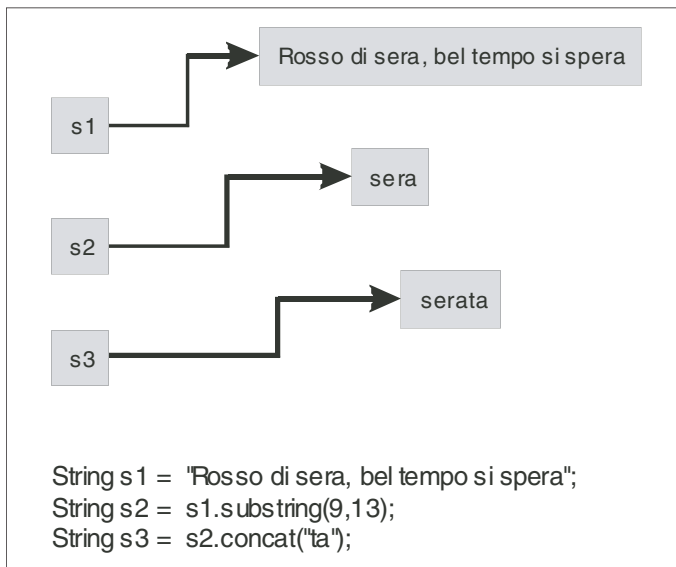 Rosso di sera, bel tempo si spera
s1
sera
s2
serata
s3
String s1 = "Rosso di sera, bel tempo si spera";
String s2 = s1.substring(9,13);
String s3 = s2.concat("ta");